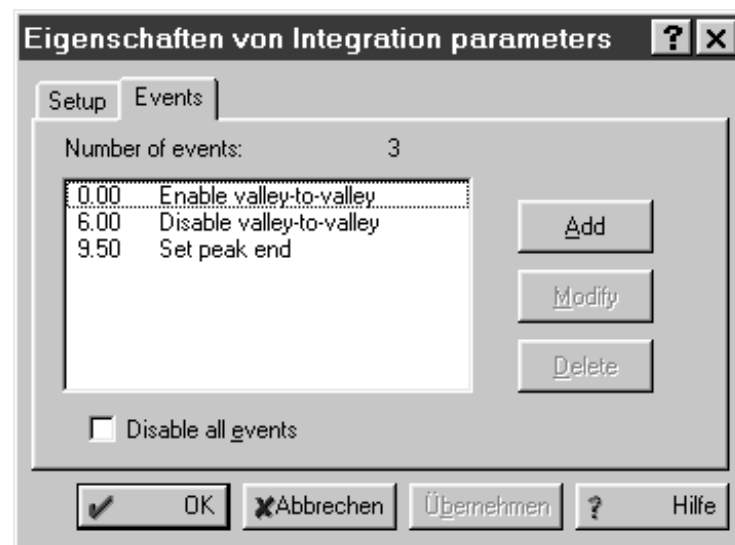 Eigenschaften von Integration parameters ? ×
Setup Events
Number of events: 3
0.00 Enable valley-to-valley
6.00 Disable valley-to-valley
9.50 Set peak end
Add
Modify
Delete
Disable all events
OK Abbrechen Übernehmen ? Hilfe